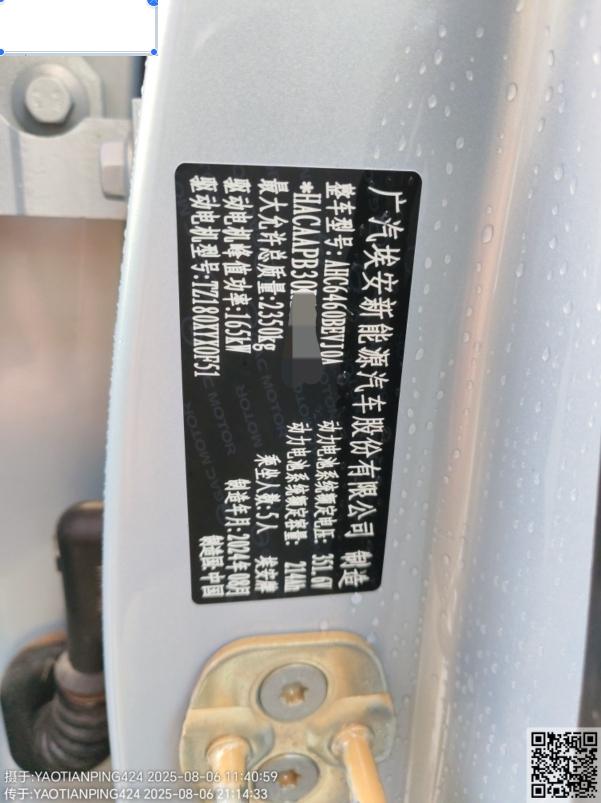 广汽埃安新能源汽车股份有限公司 制造
整车型号:AHC6460BEVJ0A 动力电池系统额定电压: 351.6V
*HACAAPB30 动力电池系统额定容量: 214Ah
最大允许总质量:2350kg 乘坐人数:5人 埃安牌
驱动电机峰值功率:165kW 制造年月:2024年08月
驱动电机型号:TZ180XYX0F51 制造国:中国
GAC MOTOR
摄于:YAOTIANPING424 2025-08-06 11:40:59
传于:YAOTIANPING424 2025-08-06 21:14:33